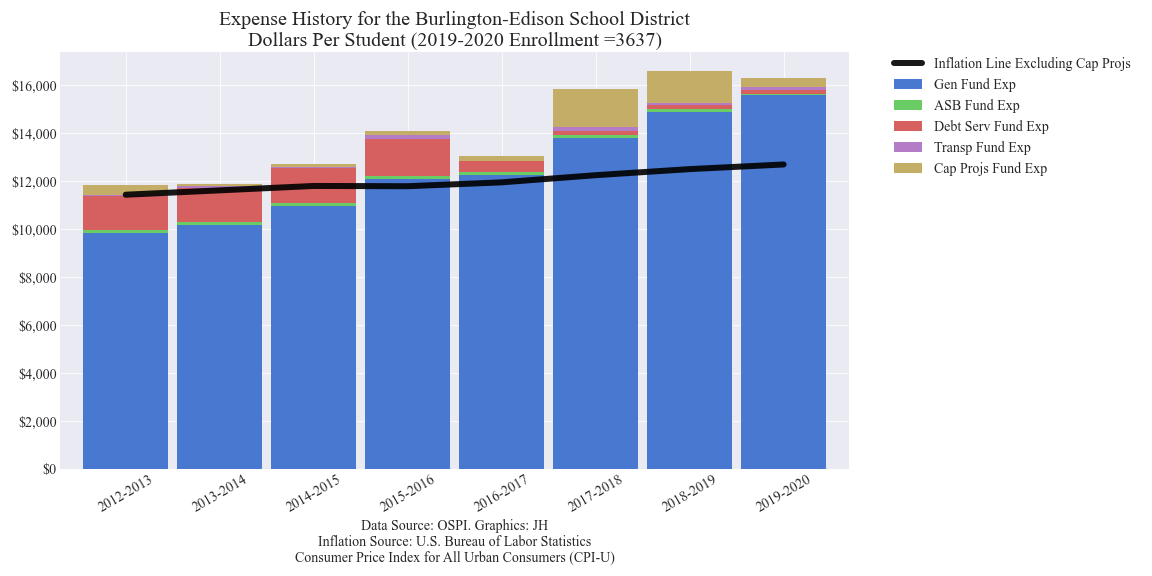 Expense History for the Burlington-Edison School District
Dollars Per Student (2019-2020 Enrollment =3637)
$16,000
$14,000
$12,000
$10,000
$8,000
$6,000
$4,000
$2,000
$0
2012-2013
2013-2014
2014-2015
2015-2016
2016-2017
2017-2018
2018-2019
2019-2020
Inflation Line Excluding Cap Projs
Gen Fund Exp
ASB Fund Exp
Debt Serv Fund Exp
Transp Fund Exp
Cap Projs Fund Exp
Data Source: OSPI. Graphics: JH
Inflation Source: U.S. Bureau of Labor Statistics
Consumer Price Index for All Urban Consumers (CPI-U)